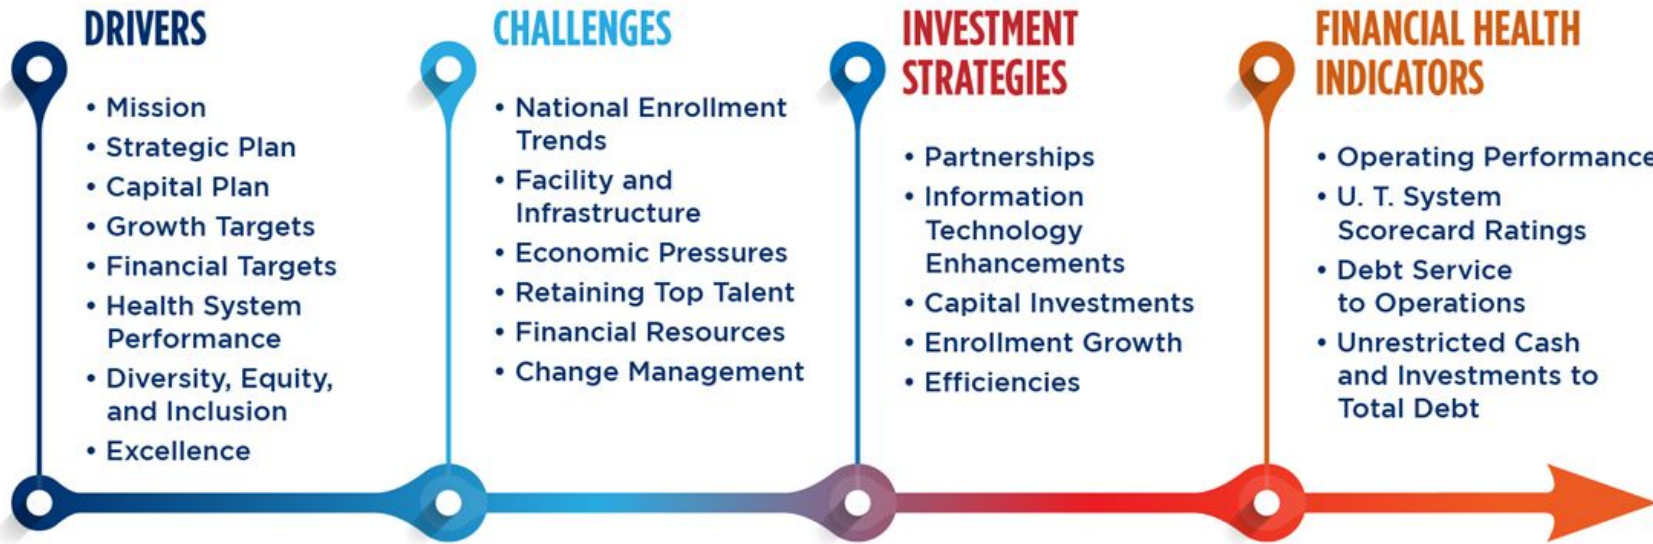 DRIVERS
• Mission
• Strategic Plan
• Capital Plan
• Growth Targets
• Financial Targets
• Health System
Performance
• Diversity, Equity,
and Inclusion
• Excellence
CHALLENGES
• National Enrollment
Trends
• Facility and
Infrastructure
• Economic Pressures
• Retaining Top Talent
• Financial Resources
• Change Management
INVESTMENT
STRATEGIES
• Partnerships
• Information
Technology
Enhancements
• Capital Investments
• Enrollment Growth
• Efficiencies
FINANCIAL HEALTH
INDICATORS
• Operating Performance
• U. T. System
Scorecard Ratings
• Debt Service
to Operations
• Unrestricted Cash
and Investments to
Total Debt